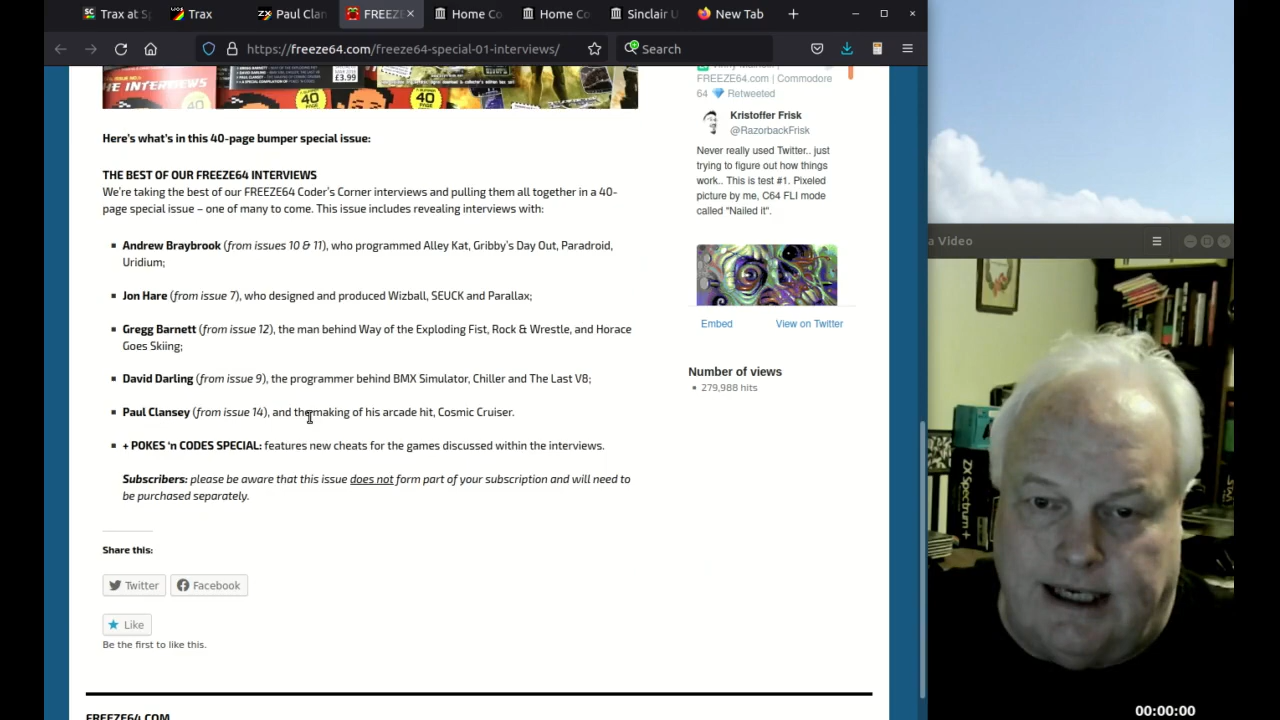 Trax at S
Trax
Paul Clan
FREEZE
Home Co
Home Co
Sinclair U
New Tab
https://freeze64.com/freeze64-special-01-interviews/
Search
HE INTERVIEWS
£3.99
40
40
FREEZE64.com | Commodore
64 💎 Retweeted
Kristoffer Frisk
@RazorbackFrisk
Never really used Twitter.. just
trying to figure out how things
work.. This is test #1. Pixeled
picture by me, C64 FLI mode
called "Nailed it".
Embed View on Twitter
Number of views
279,988 hits
Here's what's in this 40-page bumper special issue:
THE BEST OF OUR FREEZE64 INTERVIEWS
We're taking the best of our FREEZE64 Coder's Corner interviews and pulling them all together in a 40-
page special issue – one of many to come. This issue includes revealing interviews with:
Andrew Braybrook (from issues 10 & 11), who programmed Alley Kat, Gribby's Day Out, Paradroid,
Uridium;
Jon Hare (from issue 7), who designed and produced Wizball, SEUCK and Parallax;
Gregg Barnett (from issue 12), the man behind Way of the Exploding Fist, Rock & Wrestle, and Horace
Goes Skiing;
David Darling (from issue 9), the programmer behind BMX Simulator, Chiller and The Last V8;
Paul Clansey (from issue 14), and the making of his arcade hit, Cosmic Cruiser.
+ POKES 'n CODES SPECIAL: features new cheats for the games discussed within the interviews.
Subscribers: please be aware that this issue does not form part of your subscription and will need to
be purchased separately.
Share this:
Twitter Facebook
Like
Be the first to like this.
FREEZE64.COM
a Video
ZX Spectrum +
00:00:00